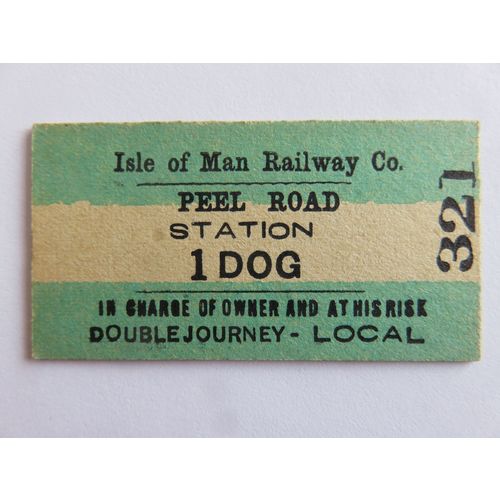 Isle of Man Railway Co.
PEEL ROAD
STATION
1 DOG
IN CHARGE OF OWNER AND AT HIS RISK
DOUBLE JOURNEY - LOCAL
321